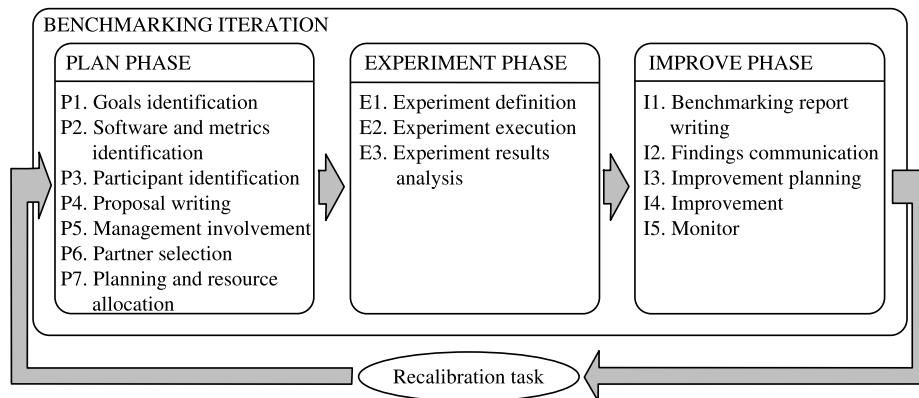 BENCHMARKING ITERATION
PLAN PHASE
P1. Goals identification
P2. Software and metrics
identification
P3. Participant identification
P4. Proposal writing
P5. Management involvement
P6. Partner selection
P7. Planning and resource
allocation
EXPERIMENT PHASE
E1. Experiment definition
E2. Experiment execution
E3. Experiment results
analysis
IMPROVE PHASE
I1. Benchmarking report
writing
I2. Findings communication
I3. Improvement planning
I4. Improvement
I5. Monitor
Recalibration task